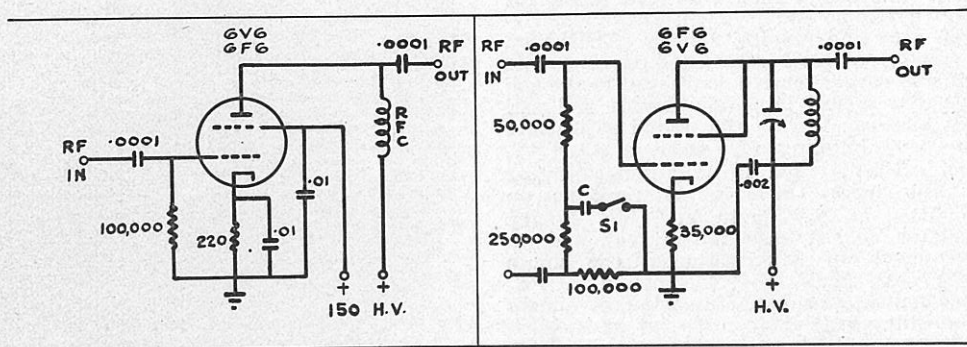 6V6
6F6
.0001
RF
OUT
RFC
.0001
RF
IN
.01
100,000
220
.01
+
150
+
H.V.
6F6
6V6
RF
IN
.0001
.0001
RF
OUT
50,000
.002
C
S1
250,000
35,000
100,000
+
H.V.